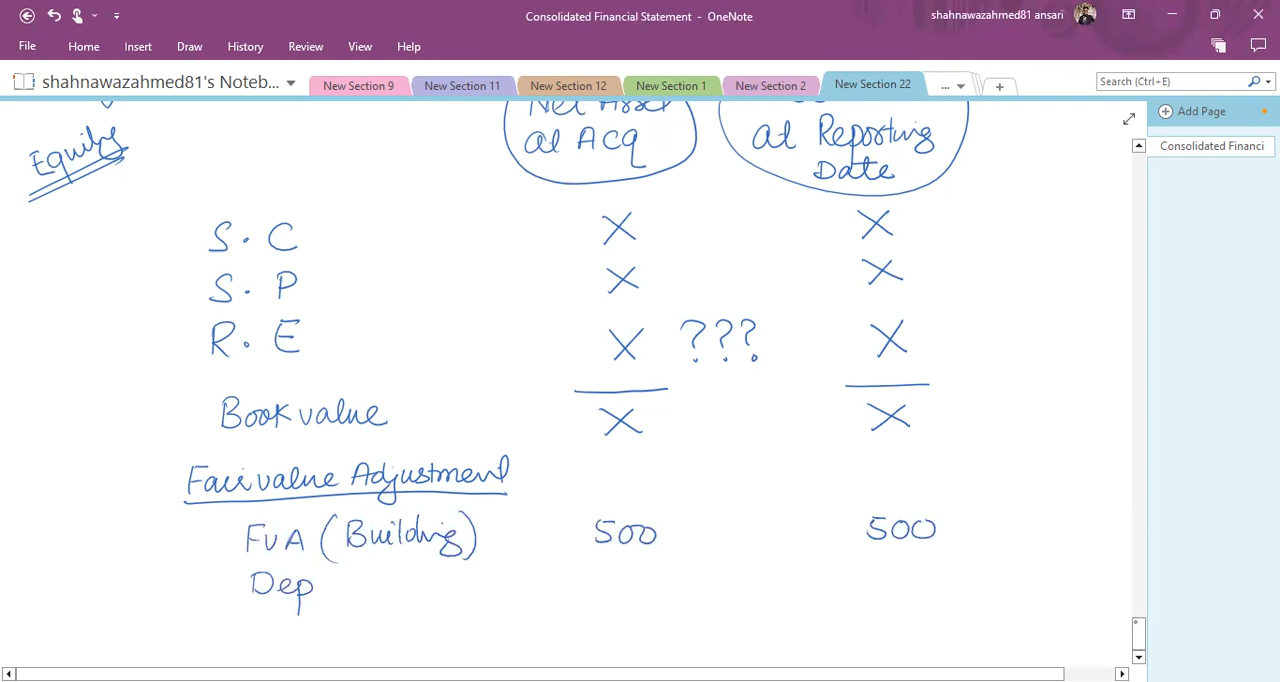 Consolidated Financial Statement - OneNote
shahnawazahmed81 ansari
File Home Insert Draw History Review View Help
shahnawazahmed81's Noteb... New Section 9 New Section 11 New Section 12 New Section 1 New Section 2 New Section 22 ... +
Search (Ctrl+E)
Add Page
Consolidated Financi
Equity
Net Asset
at Acq
at Reporting
Date
S. C X X
S. P X X
R. E X ??? X
Book value X X
Fair value Adjustment
FVA (Building) 500 500
Dep